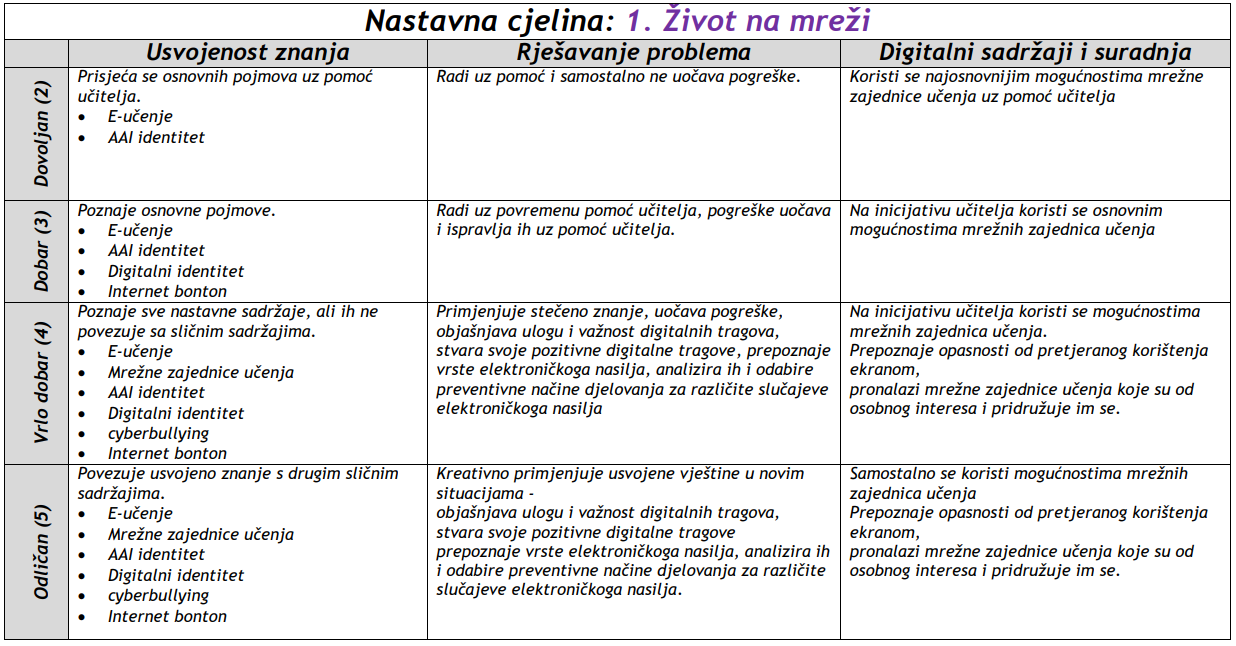 Nastavna cjelina: 1. Život na mreži
Usvojenost znanja
Rješavanje problema
Digitalni sadržaji i suradnja
Dovoljan (2)
Prisjeća se osnovnih pojmova uz pomoć
učitelja.
• E-učenje
• AAI identitet
Radi uz pomoć i samostalno ne uočava pogreške.
Koristi se najosnovnijim mogućnostima mrežne
zajednice učenja uz pomoć učitelja
Dobar (3)
Poznaje osnovne pojmove.
• E-učenje
• AAI identitet
• Digitalni identitet
• Internet bonton
Radi uz povremenu pomoć učitelja, pogreške uočava
i ispravlja ih uz pomoć učitelja.
Na inicijativu učitelja koristi se osnovnim
mogućnostima mrežnih zajednica učenja
Vrlo dobar (4)
Poznaje sve nastavne sadržaje, ali ih ne
povezuje sa sličnim sadržajima.
• E-učenje
• Mrežne zajednice učenja
• AAI identitet
• Digitalni identitet
• cyberbullying
• Internet bonton
Primjenjuje stečeno znanje, uočava pogreške,
objašnjava ulogu i važnost digitalnih tragova,
stvara svoje pozitivne digitalne tragove, prepoznaje
vrste elektroničkoga nasilja, analizira ih i odabire
preventivne načine djelovanja za različite slučajeve
elektroničkoga nasilja
Na inicijativu učitelja koristi se mogućnostima
mrežnih zajednica učenja.
Prepoznaje opasnosti od pretjeranog korištenja
ekranom,
pronalazi mrežne zajednice učenja koje su od
osobnog interesa i pridružuje im se.
Odličan (5)
Povezuje usvojeno znanje s drugim sličnim
sadržajima.
• E-učenje
• Mrežne zajednice učenja
• AAI identitet
• Digitalni identitet
• cyberbullying
• Internet bonton
Kreativno primjenjuje usvojene vještine u novim
situacijama -
objašnjava ulogu i važnost digitalnih tragova,
stvara svoje pozitivne digitalne tragove
prepoznaje vrste elektroničkoga nasilja, analizira ih
i odabire preventivne načine djelovanja za različite
slučajeve elektroničkoga nasilja.
Samostalno se koristi mogućnostima mrežnih
zajednica učenja
Prepoznaje opasnosti od pretjeranog korištenja
ekranom,
pronalazi mrežne zajednice učenja koje su od
osobnog interesa i pridružuje im se.